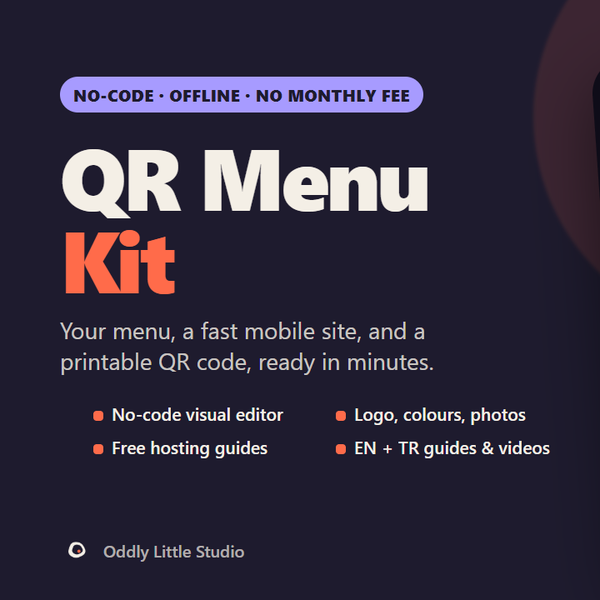 NO-CODE · OFFLINE · NO MONTHLY FEE
QR Menu
Kit
Your menu, a fast mobile site, and a
printable QR code, ready in minutes.
No-code visual editor
Logo, colours, photos
Free hosting guides
EN + TR guides & videos
Oddly Little Studio